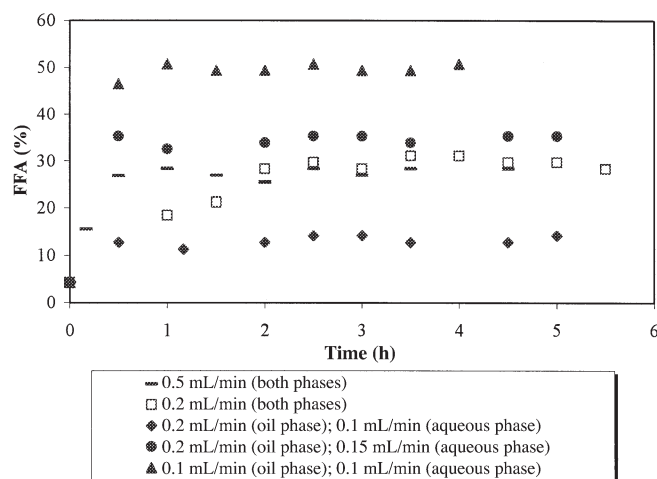 60
50
40
30
20
10
0
FFA (%)
0 1 2 3 4 5 6
Time (h)
0.5 mL/min (both phases)
0.2 mL/min (both phases)
0.2 mL/min (oil phase); 0.1 mL/min (aqueous phase)
0.2 mL/min (oil phase); 0.15 mL/min (aqueous phase)
0.1 mL/min (oil phase); 0.1 mL/min (aqueous phase)